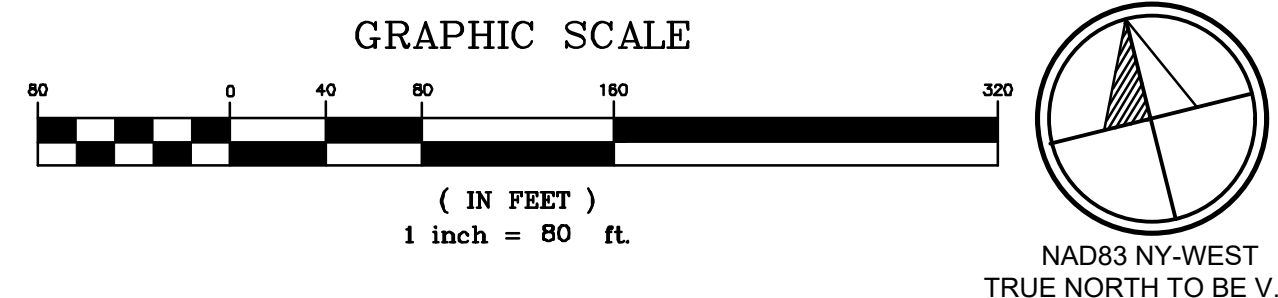 GRAPHIC SCALE
80 0 40 80 160 320
( IN FEET )
1 inch = 80 ft.
NAD83 NY-WEST
TRUE NORTH TO BE V.